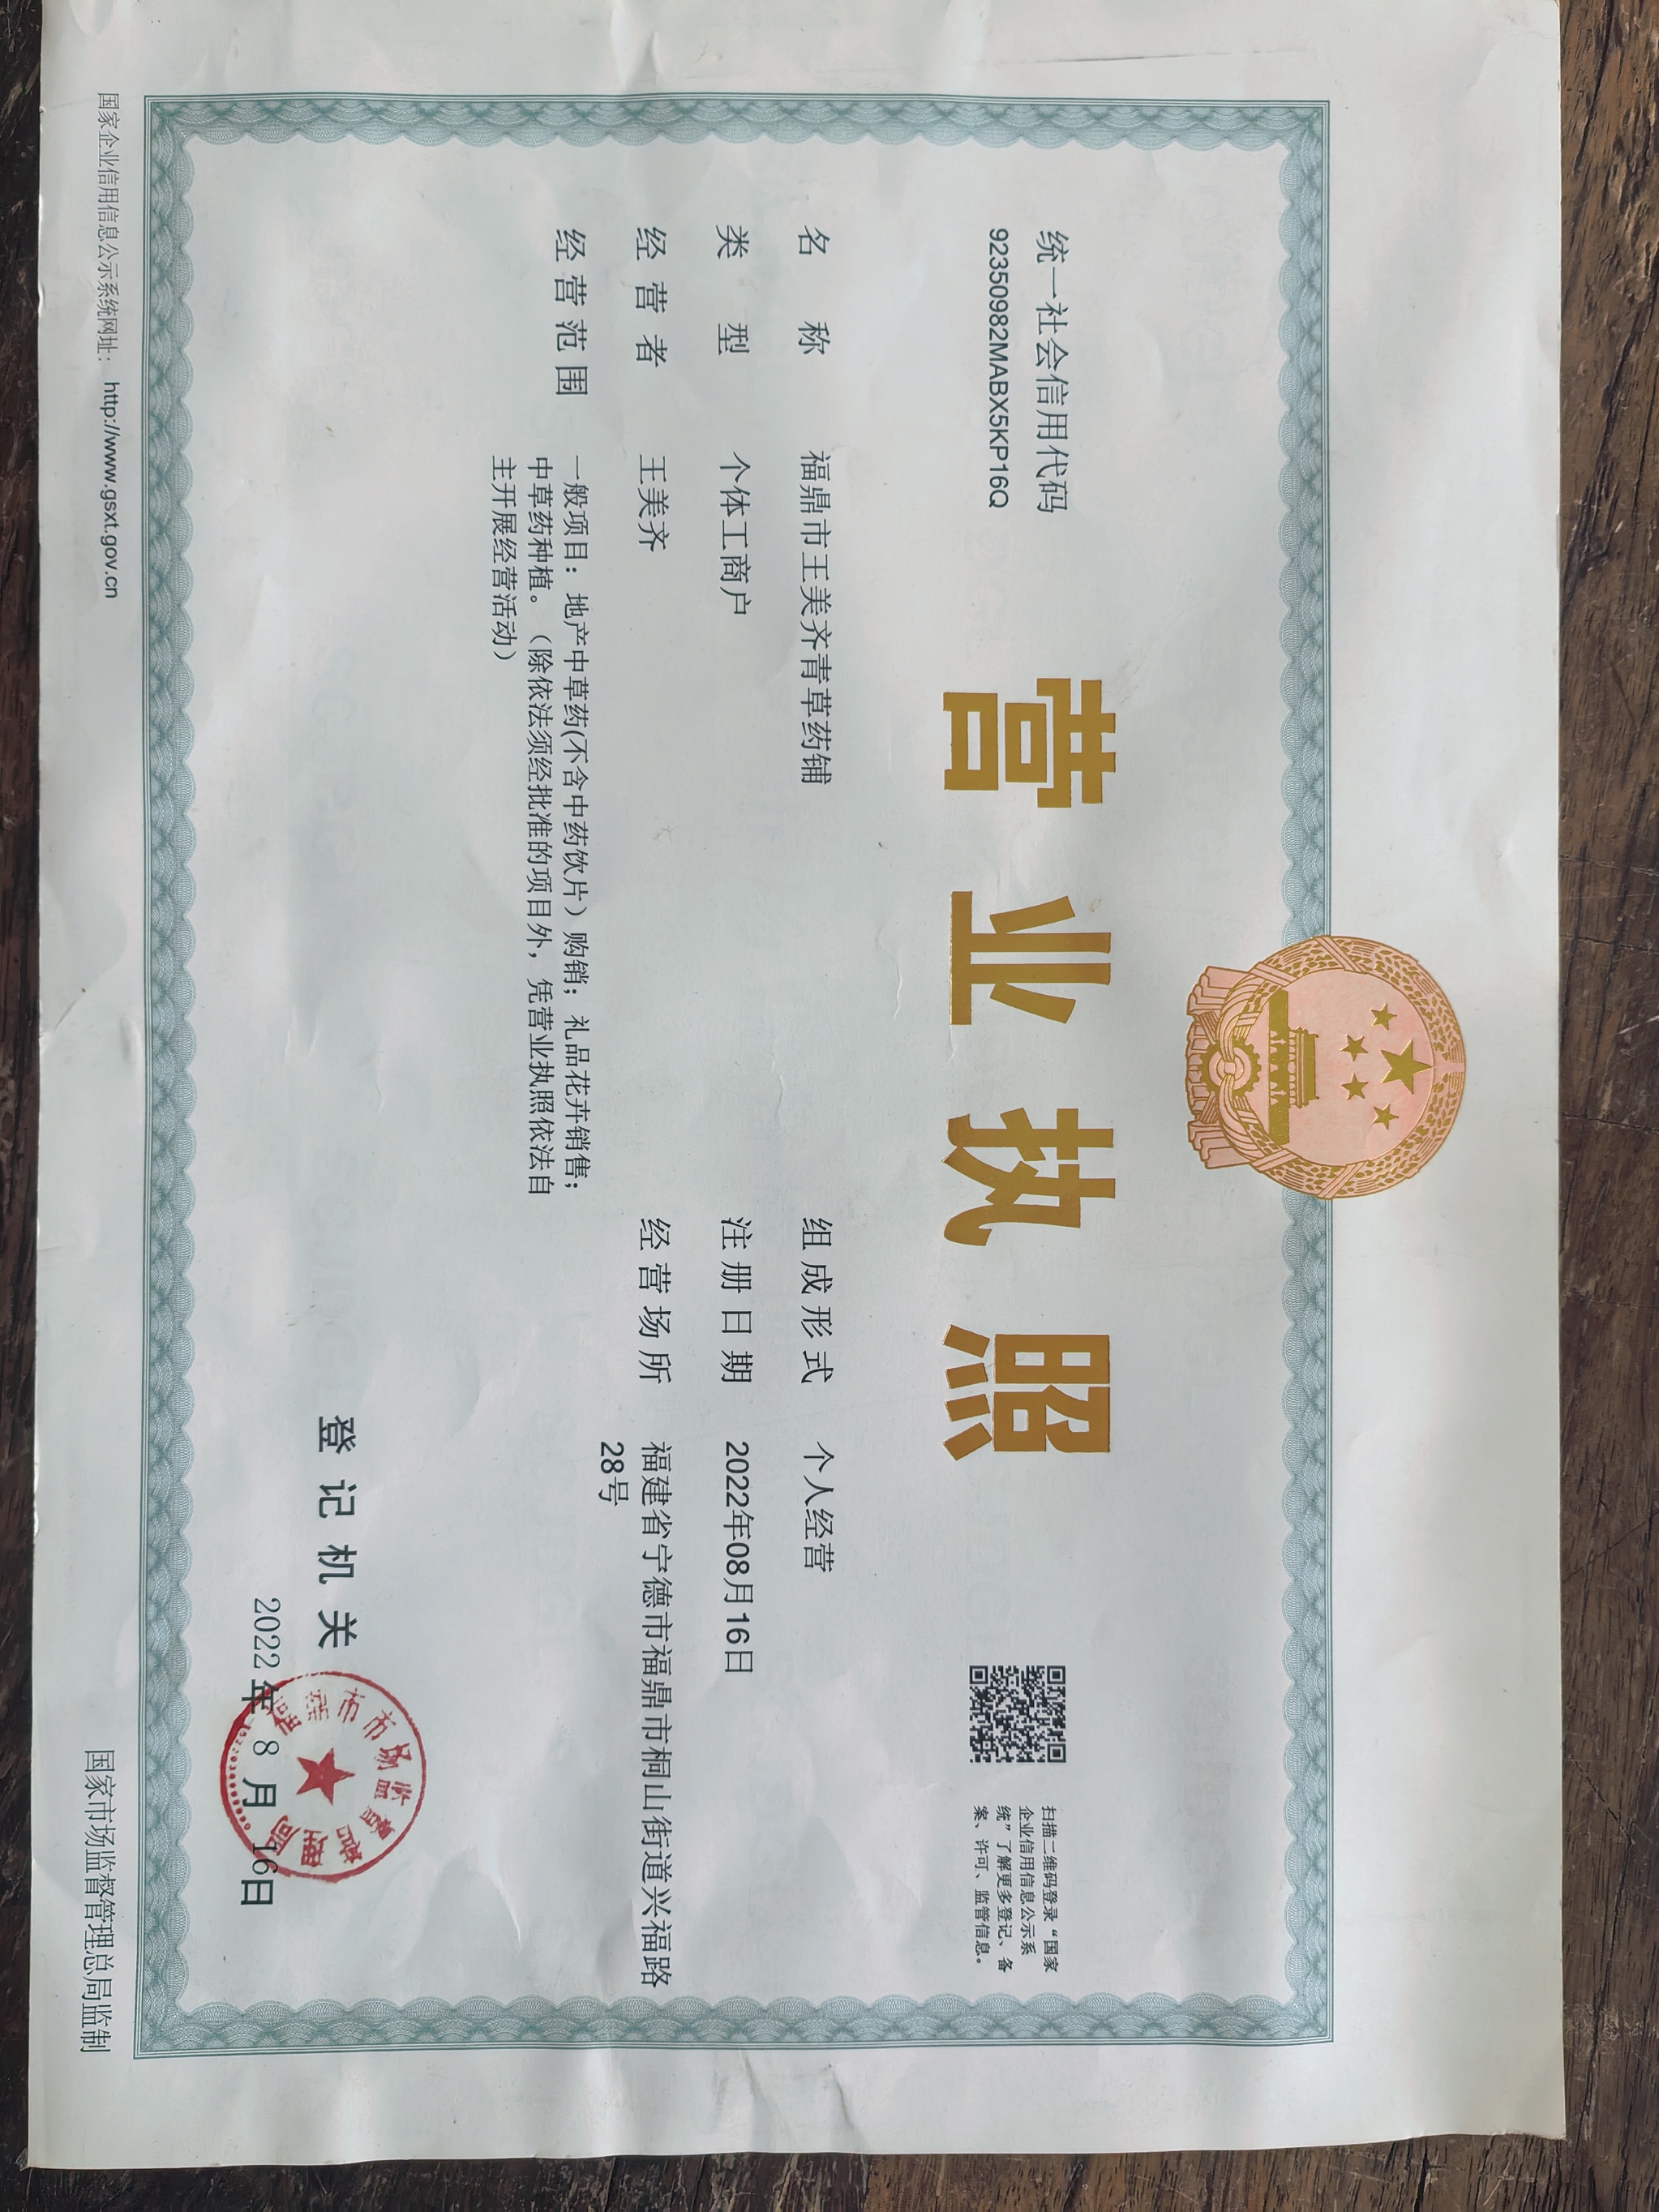 统一社会信用代码
92350982MABX5KP16Q
营业执照
扫描二维码登录“国家
企业信用信息公示系
统”了解更多登记、备
案、许可、监管信息。
名称 福鼎市王美齐青草药铺
类型 个体工商户
经营者 王美齐
经营范围 一般项目：地产中草药(不含中药饮片）购销；礼品花卉销售；
中草药种植。（除依法须经批准的项目外，凭营业执照依法自
主开展经营活动）
组成形式 个人经营
注册日期 2022年08月16日
经营场所 福建省宁德市福鼎市桐山街道兴福路
28号
登记机关
福鼎市市场监督管理局
2022年8月16日
国家企业信用信息公示系统网址： http://www.gsxt.gov.cn
国家市场监督管理总局监制